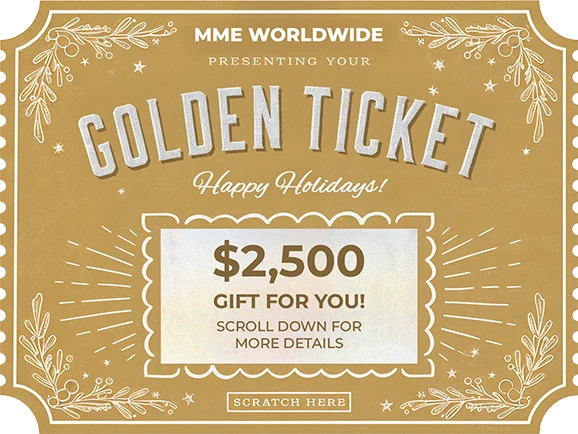 MME WORLDWIDE
PRESENTING YOUR
GOLDEN TICKET
Happy Holidays!
$2,500
GIFT FOR YOU!
SCROLL DOWN FOR
MORE DETAILS
SCRATCH HERE